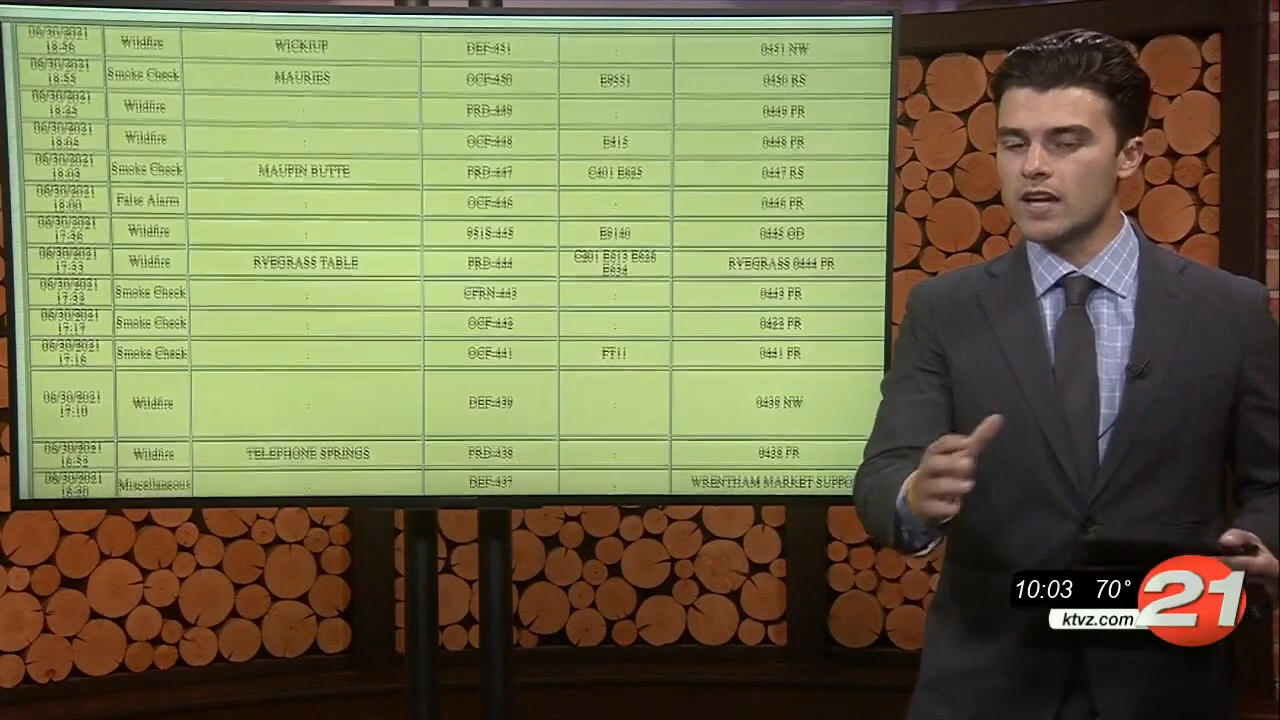 06/30/2021
18:56
Wildfire
WICKIUP
DEF-451
:
0451 NW
06/30/2021
18:55
Smoke Check
MAURIES
OCF-450
E9551
0450 RS
06/30/2021
18:25
Wildfire
:
PRD-449
:
0449 PR
06/30/2021
18:05
Wildfire
:
OCF-448
E415
0448 PR
06/30/2021
18:03
Smoke Check
MAUPIN BUTTE
PRD-447
C401 E625
0447 RS
06/30/2021
18:00
False Alarm
:
OCF-446
:
0446 PR
06/30/2021
17:36
Wildfire
:
951S-445
E9140
0445 OD
06/30/2021
17:33
Wildfire
RYEGRASS TABLE
PRD-444
C201 E613 E626
E634
RYEGRASS 0444 PR
06/30/2021
17:32
Smoke Check
:
CFRN-443
:
0443 PR
06/30/2021
17:17
Smoke Check
:
OCF-442
:
0422 PR
06/30/2021
17:16
Smoke Check
:
OCF-441
FT11
0441 PR
06/30/2021
17:10
Wildfire
:
DEF-439
:
0439 NW
06/30/2021
16:52
Wildfire
TELEPHONE SPRINGS
PRD-438
:
0438 PR
06/30/2021
16:20
Miscellaneous
:
DEF-437
:
WRENTHAM MARKET SUPPO
10:03 70°
ktvz.com
21